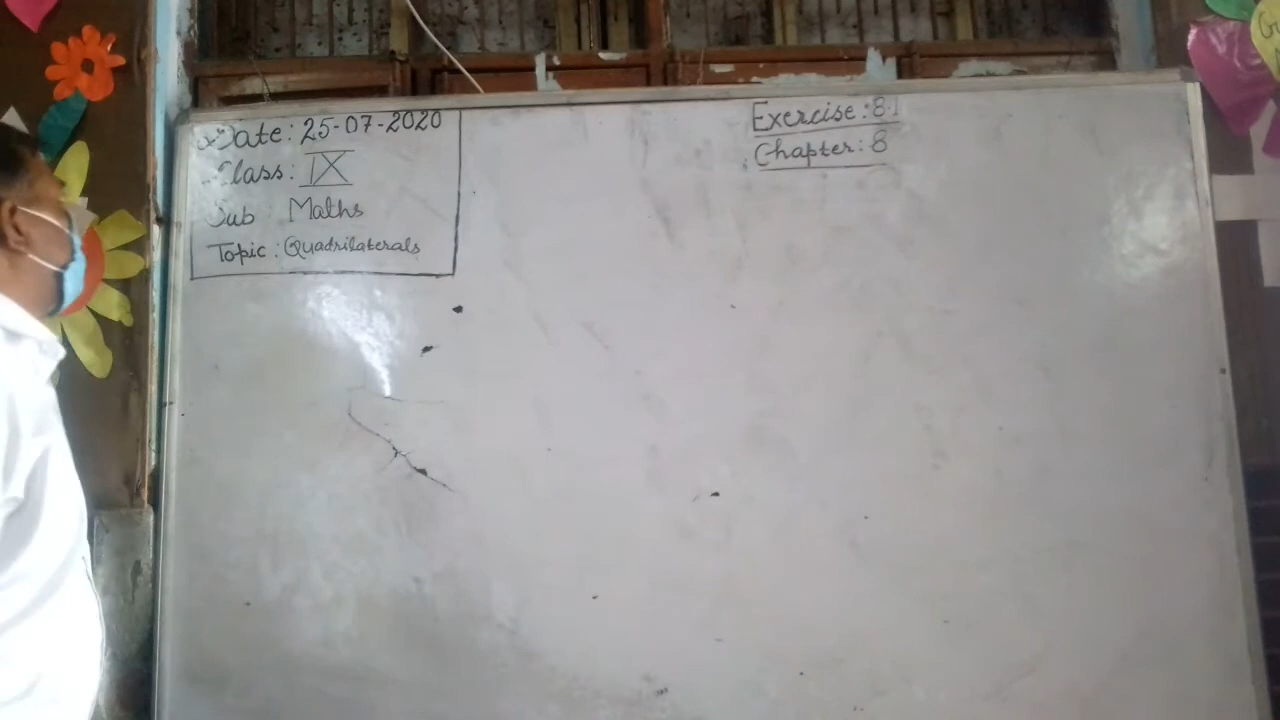 Date: 25-07-2020
Class: IX
Sub : Maths
Topic: Quadrilaterals
Exercise: 8.1
Chapter: 8